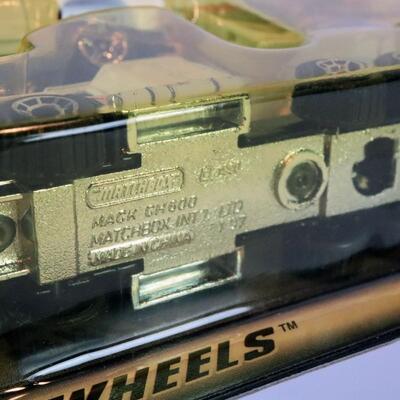 MATCHBOX
MACK CH600
MATCHBOX INT'L LTD
MADE IN CHINA
WHEELS™